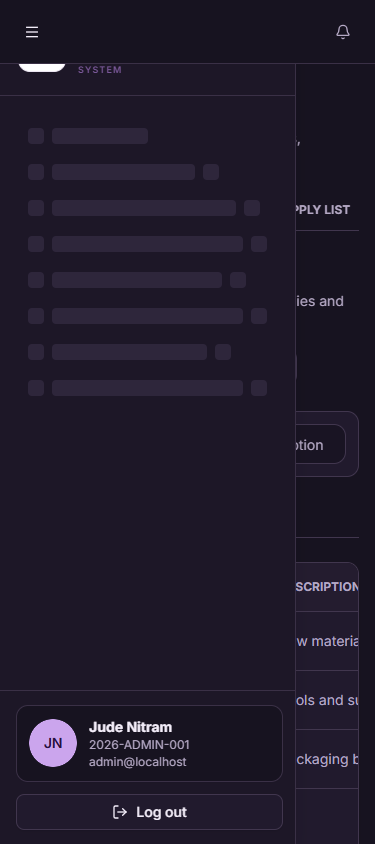 SYSTEM
PPLY LIST
ies and
ption
SCRIPTION
w materia
ols and su
ckaging b
JN
Jude Nitram
2026-ADMIN-001
admin@localhost
Log out